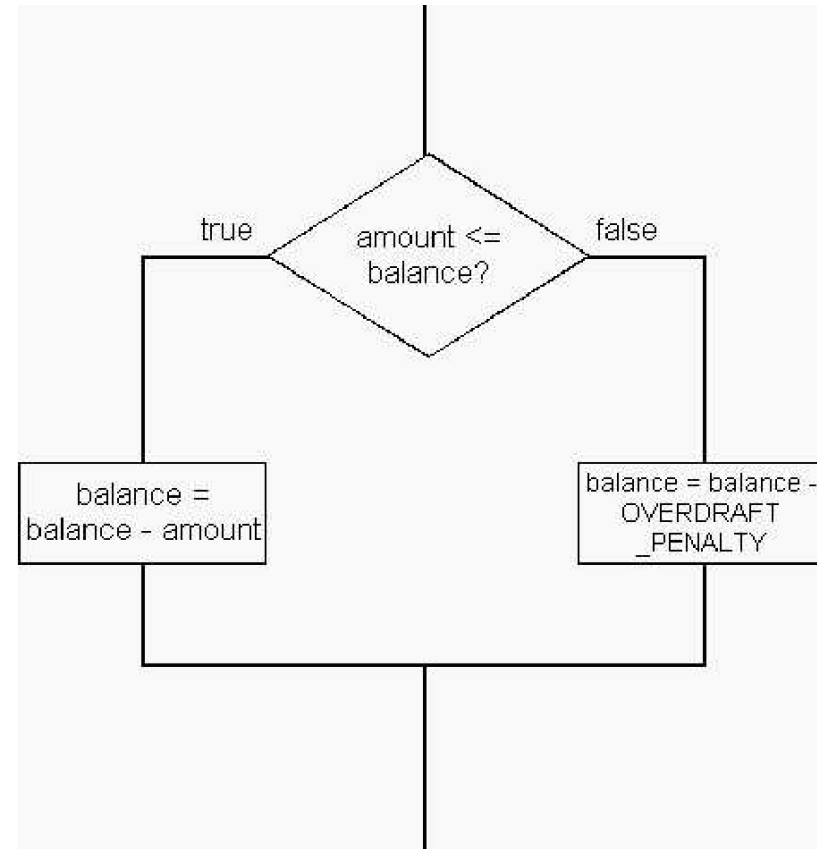 amount <=
balance?
true
false
balance =
balance - amount
balance = balance -
OVERDRAFT
_PENALTY